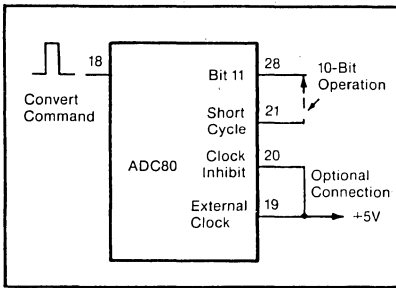 18
Convert
Command
ADC80
Bit 11
28
10-Bit
Operation
Short
Cycle
21
Clock
Inhibit
20
Optional
Connection
External
Clock
19
+5V